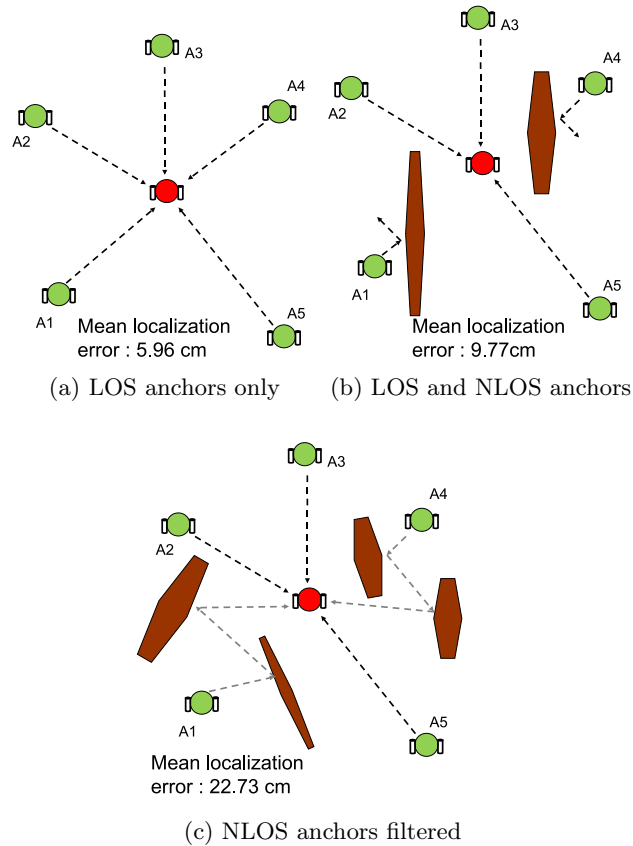 A3
A4
A2
A1
A5
Mean localization
error : 5.96 cm
(a) LOS anchors only
A3
A4
A2
A1
A5
Mean localization
error : 9.77cm
(b) LOS and NLOS anchors
A3
A4
A2
A1
A5
Mean localization
error : 22.73 cm
(c) NLOS anchors filtered